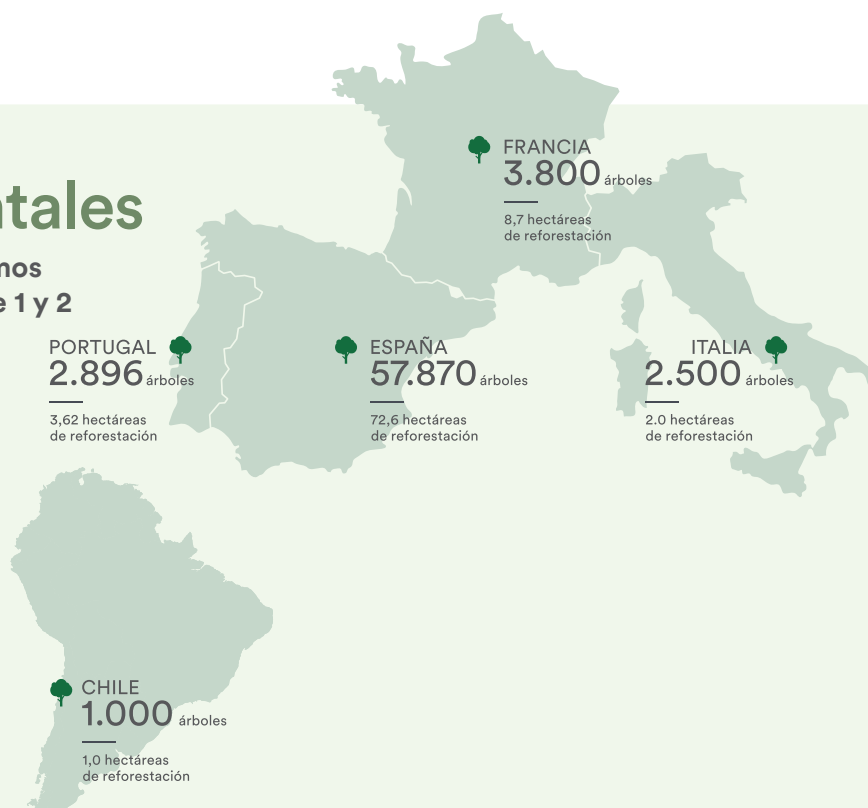 ntales
mos
e 1 y 2
FRANCIA
3.800 árboles
8,7 hectáreas
de reforestación
PORTUGAL
2.896 árboles
3,62 hectáreas
de reforestación
ESPAÑA
57.870 árboles
72,6 hectáreas
de reforestación
ITALIA
2.500 árboles
2.0 hectáreas
de reforestación
CHILE
1.000 árboles
1,0 hectáreas
de reforestación